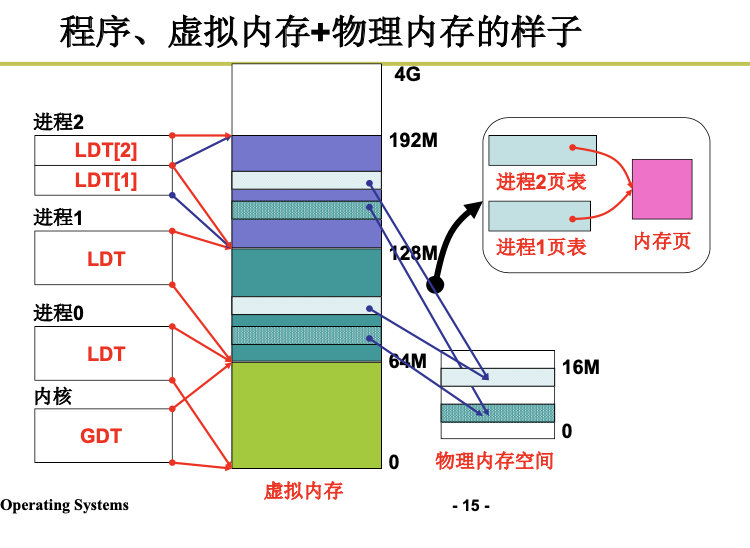 程序、虚拟内存+物理内存的样子
4G
进程2
LDT[2]
LDT[1]
192M
进程2页表
进程1页表
内存页
进程1
LDT
128M
进程0
LDT
64M
16M
内核
GDT
0
0
物理内存空间
虚拟内存
Operating Systems
- 15 -